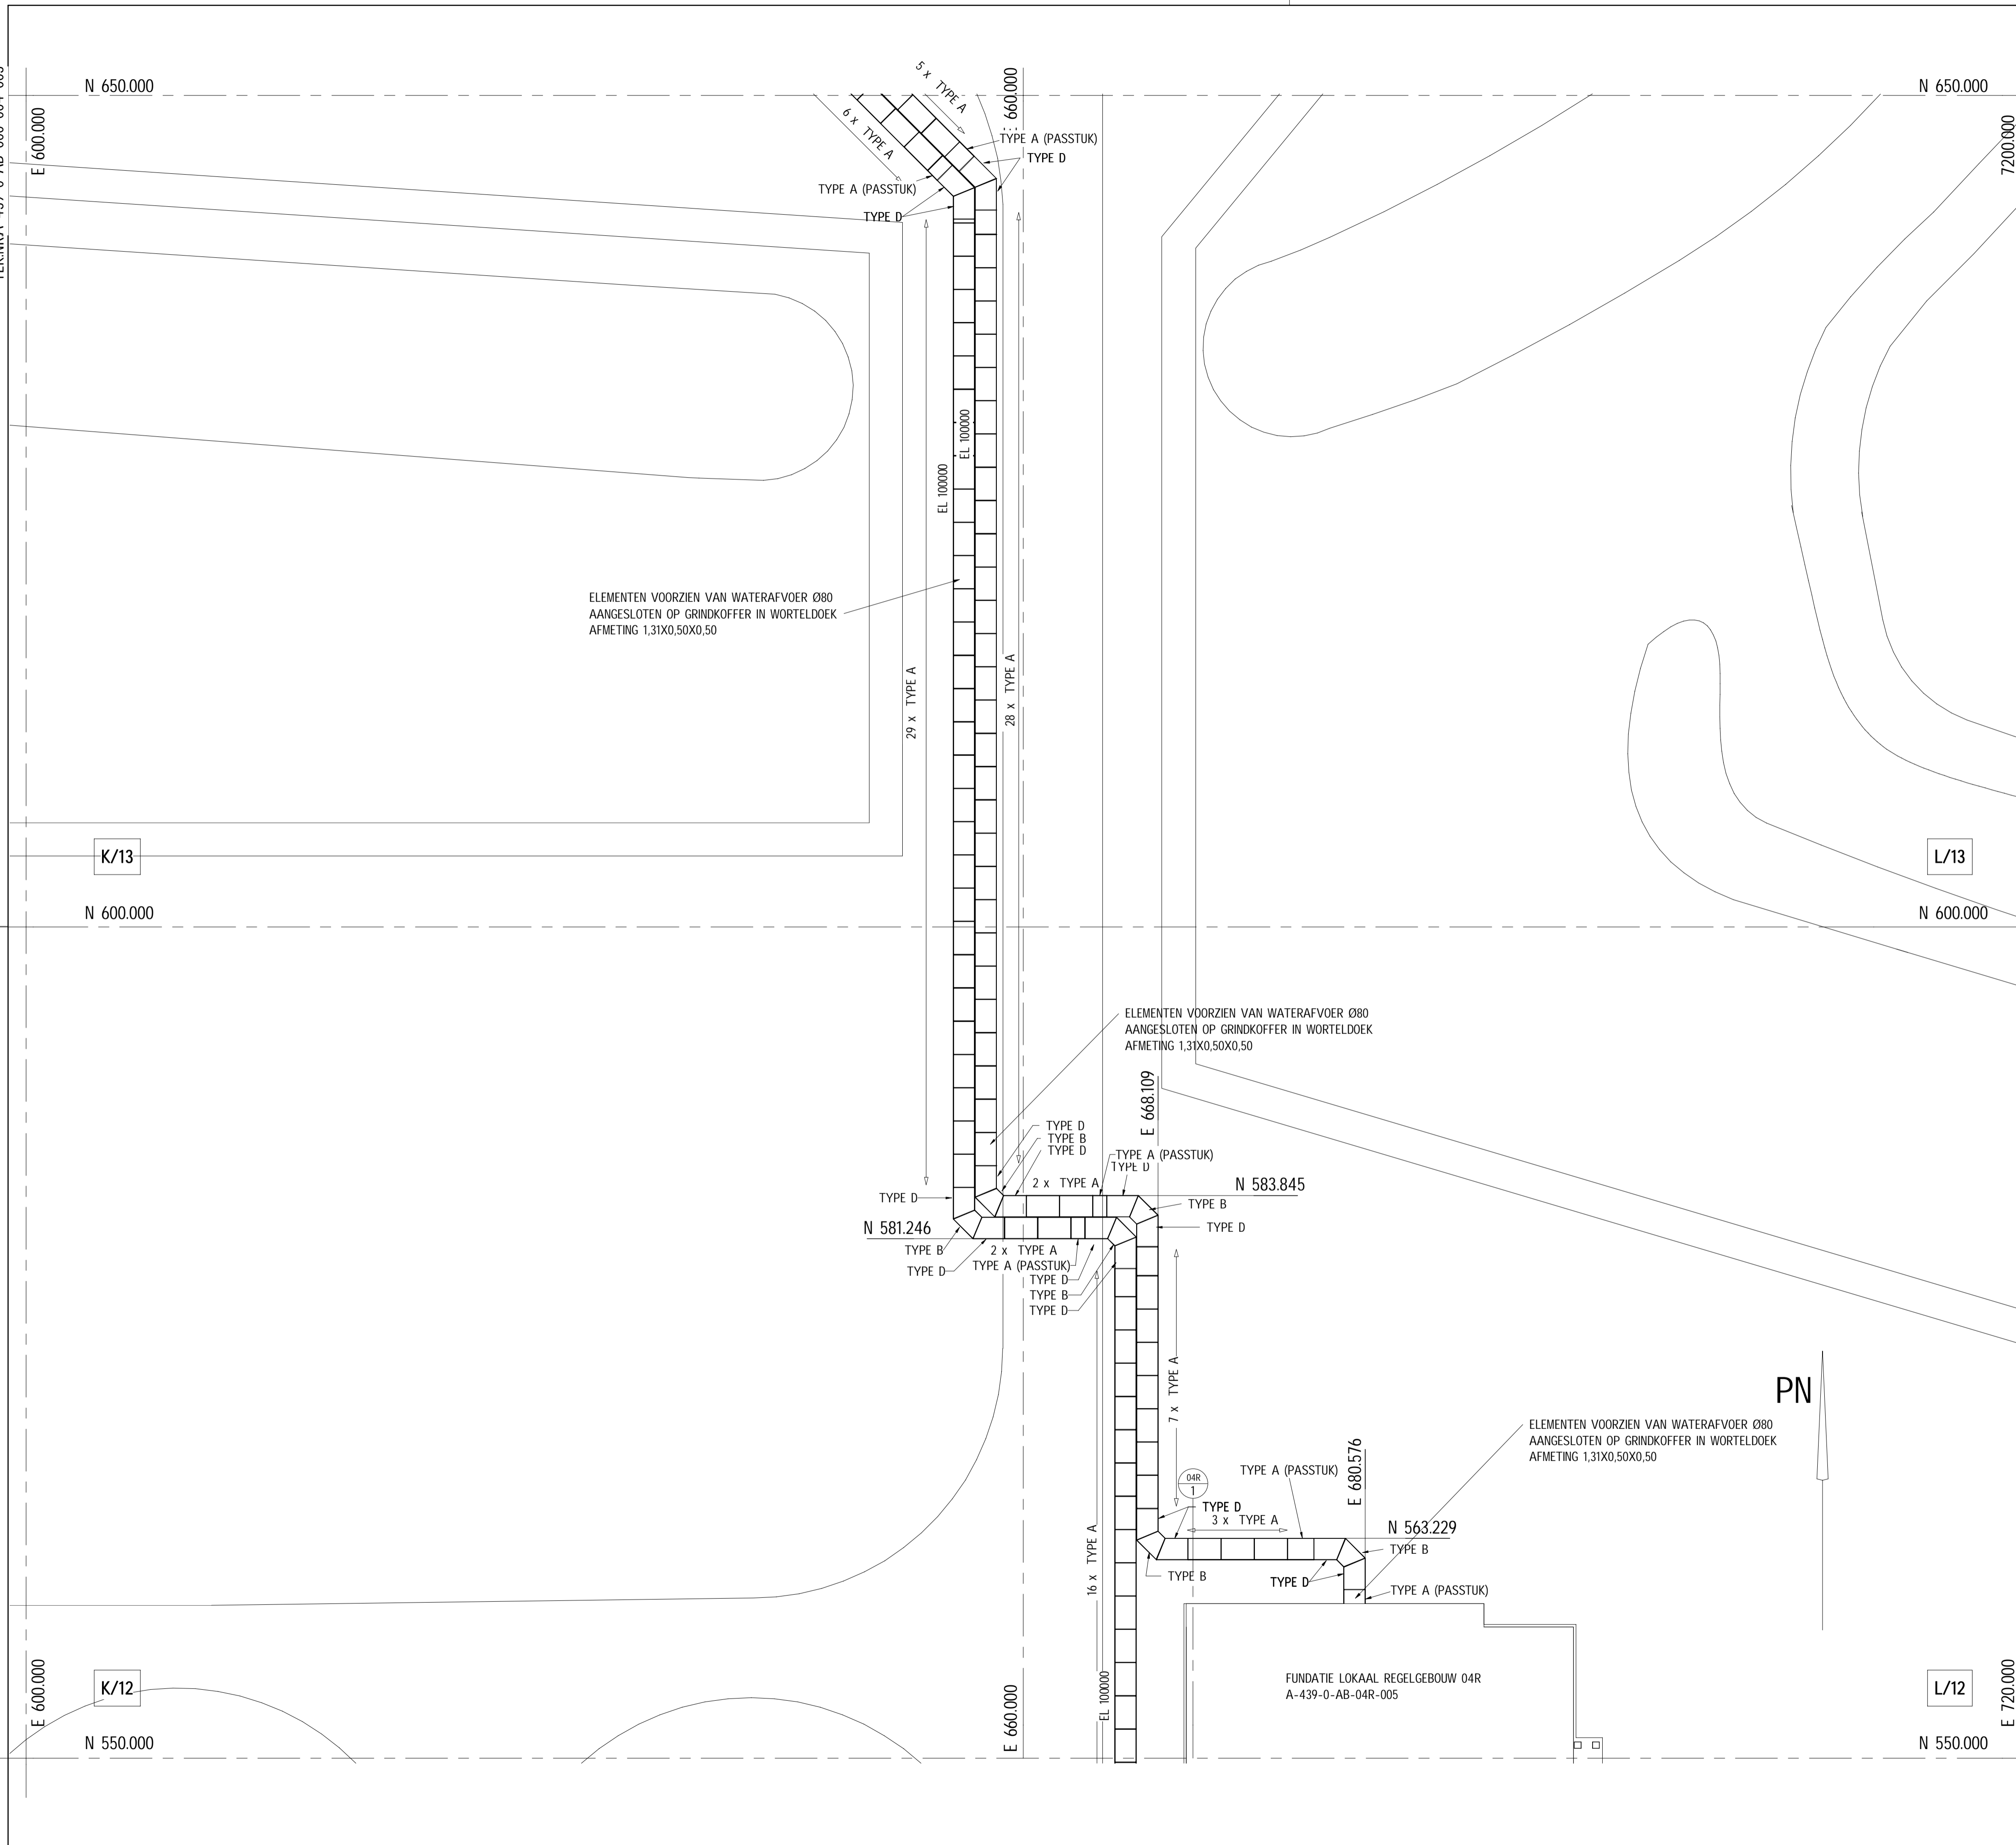 N 650.000
N 650.000
E 600.000
E 660.000
7200.000
5 x TYPE A
6 x TYPE A
TYPE A (PASSTUK)
TYPE D
TYPE A (PASSTUK)
TYPE D
EL 100000
EL 100000
ELEMENTEN VOORZIEN VAN WATERAFVOER Ø80
AANGESLOTEN OP GRINDKOFFER IN WORTELDOEK
AFMETING 1,31X0,50X0,50
29 x TYPE A
28 x TYPE A
K/13
L/13
N 600.000
N 600.000
ELEMENTEN VOORZIEN VAN WATERAFVOER Ø80
AANGESLOTEN OP GRINDKOFFER IN WORTELDOEK
AFMETING 1,31X0,50X0,50
E 668.109
TYPE D
TYPE B
TYPE D
TYPE A (PASSTUK)
TYPE D
2 x TYPE A
N 583.845
TYPE D
TYPE B
N 581.246
TYPE D
TYPE B
2 x TYPE A
TYPE A (PASSTUK)
TYPE D
TYPE D
TYPE B
TYPE D
7 x TYPE A
PN
ELEMENTEN VOORZIEN VAN WATERAFVOER Ø80
AANGESLOTEN OP GRINDKOFFER IN WORTELDOEK
AFMETING 1,31X0,50X0,50
E 680.576
TYPE A (PASSTUK)
04R
1
TYPE D
3 x TYPE A
N 563.229
TYPE B
16 x TYPE A
TYPE B
TYPE D
TYPE A (PASSTUK)
FUNDATIE LOKAAL REGELGEBOUW 04R
A-439-0-AB-04R-005
EL 100000
K/12
L/12
E 600.000
E 660.000
E 720.000
N 550.000
N 550.000